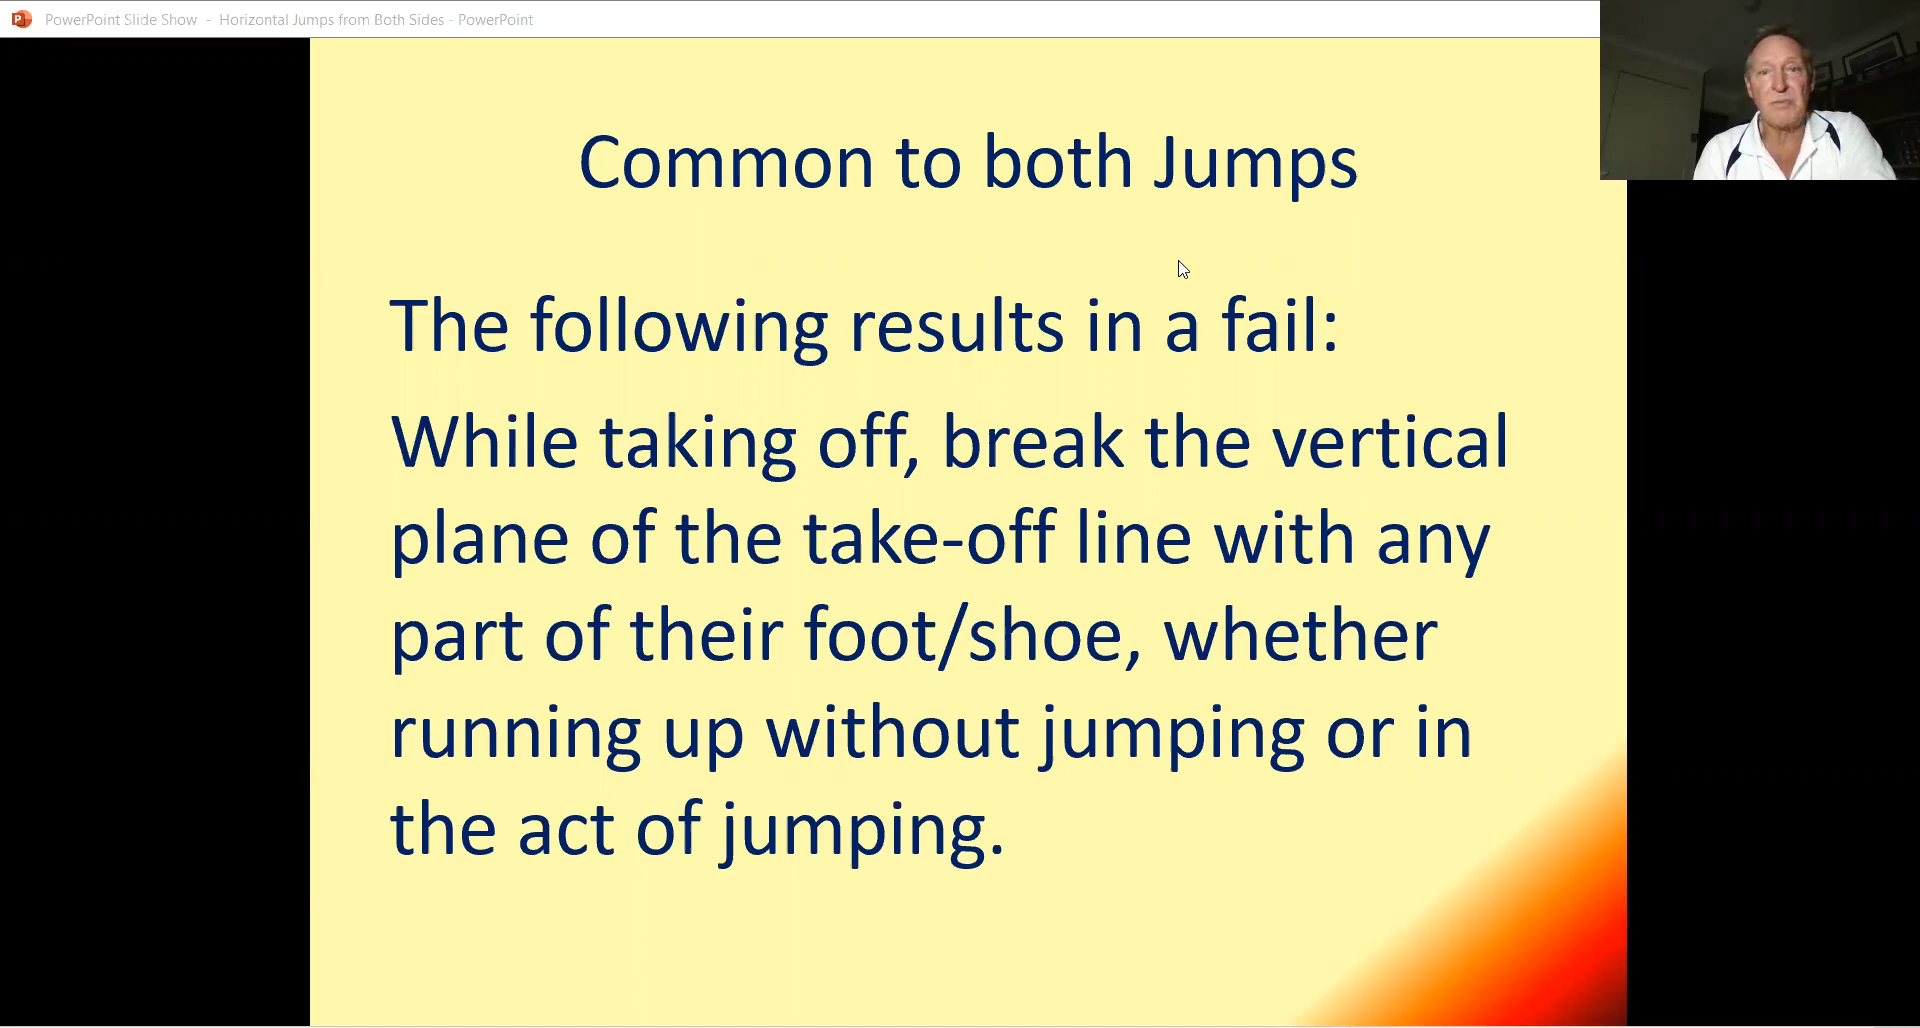 PowerPoint Slide Show - Horizontal Jumps from Both Sides - PowerPoint
Common to both Jumps
The following results in a fail:
While taking off, break the vertical
plane of the take-off line with any
part of their foot/shoe, whether
running up without jumping or in
the act of jumping.